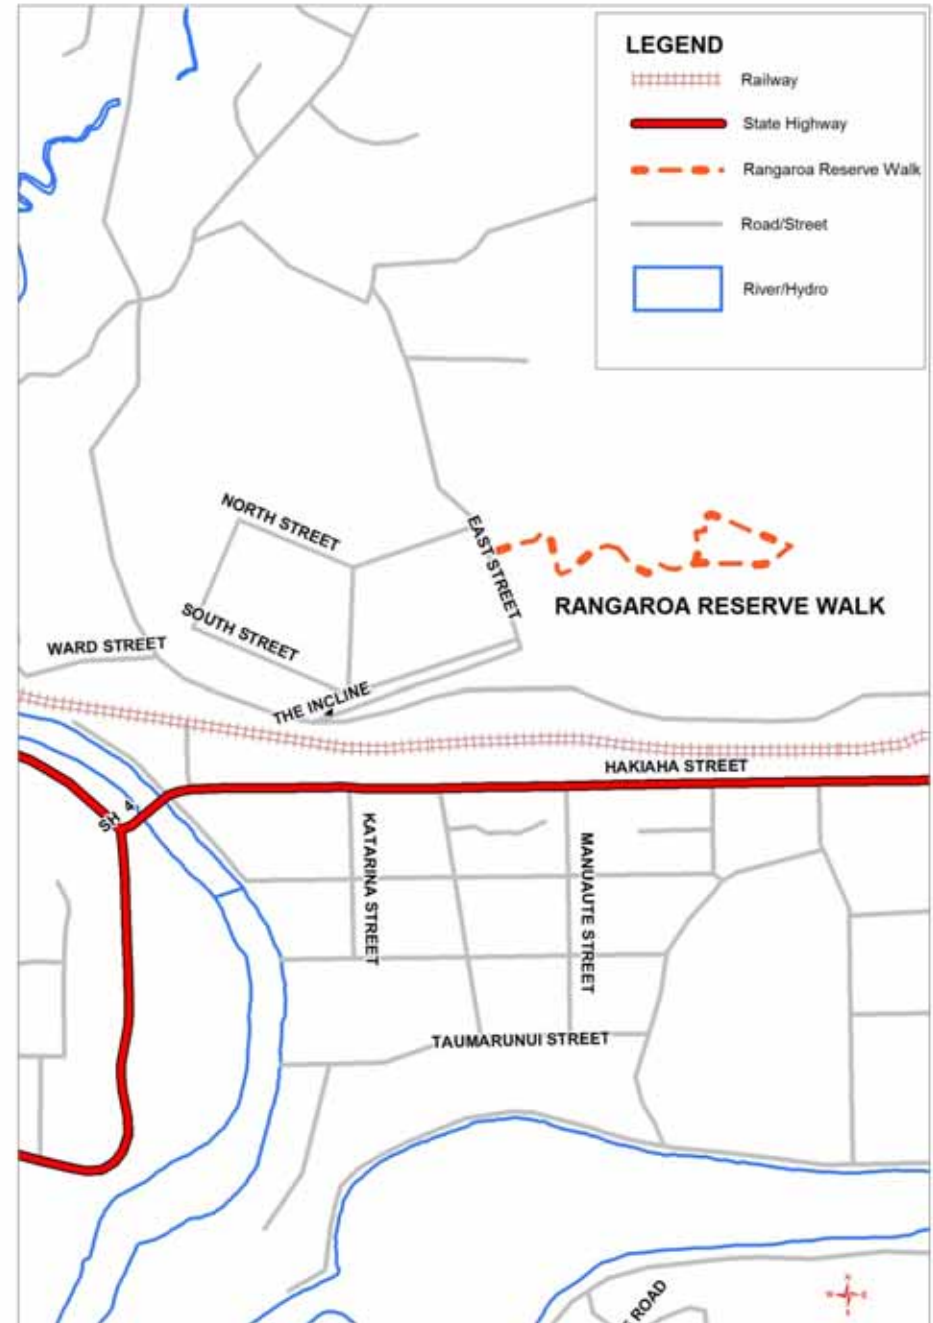 LEGEND
Railway
State Highway
Rangaroa Reserve Walk
Road/Street
River/Hydro
NORTH STREET
EAST STREET
SOUTH STREET
RANGAROA RESERVE WALK
WARD STREET
THE INCLINE
HAKIAHA STREET
SH 4
KATARINA STREET
MANUAUTE STREET
TAUMARUNUI STREET
ROAD